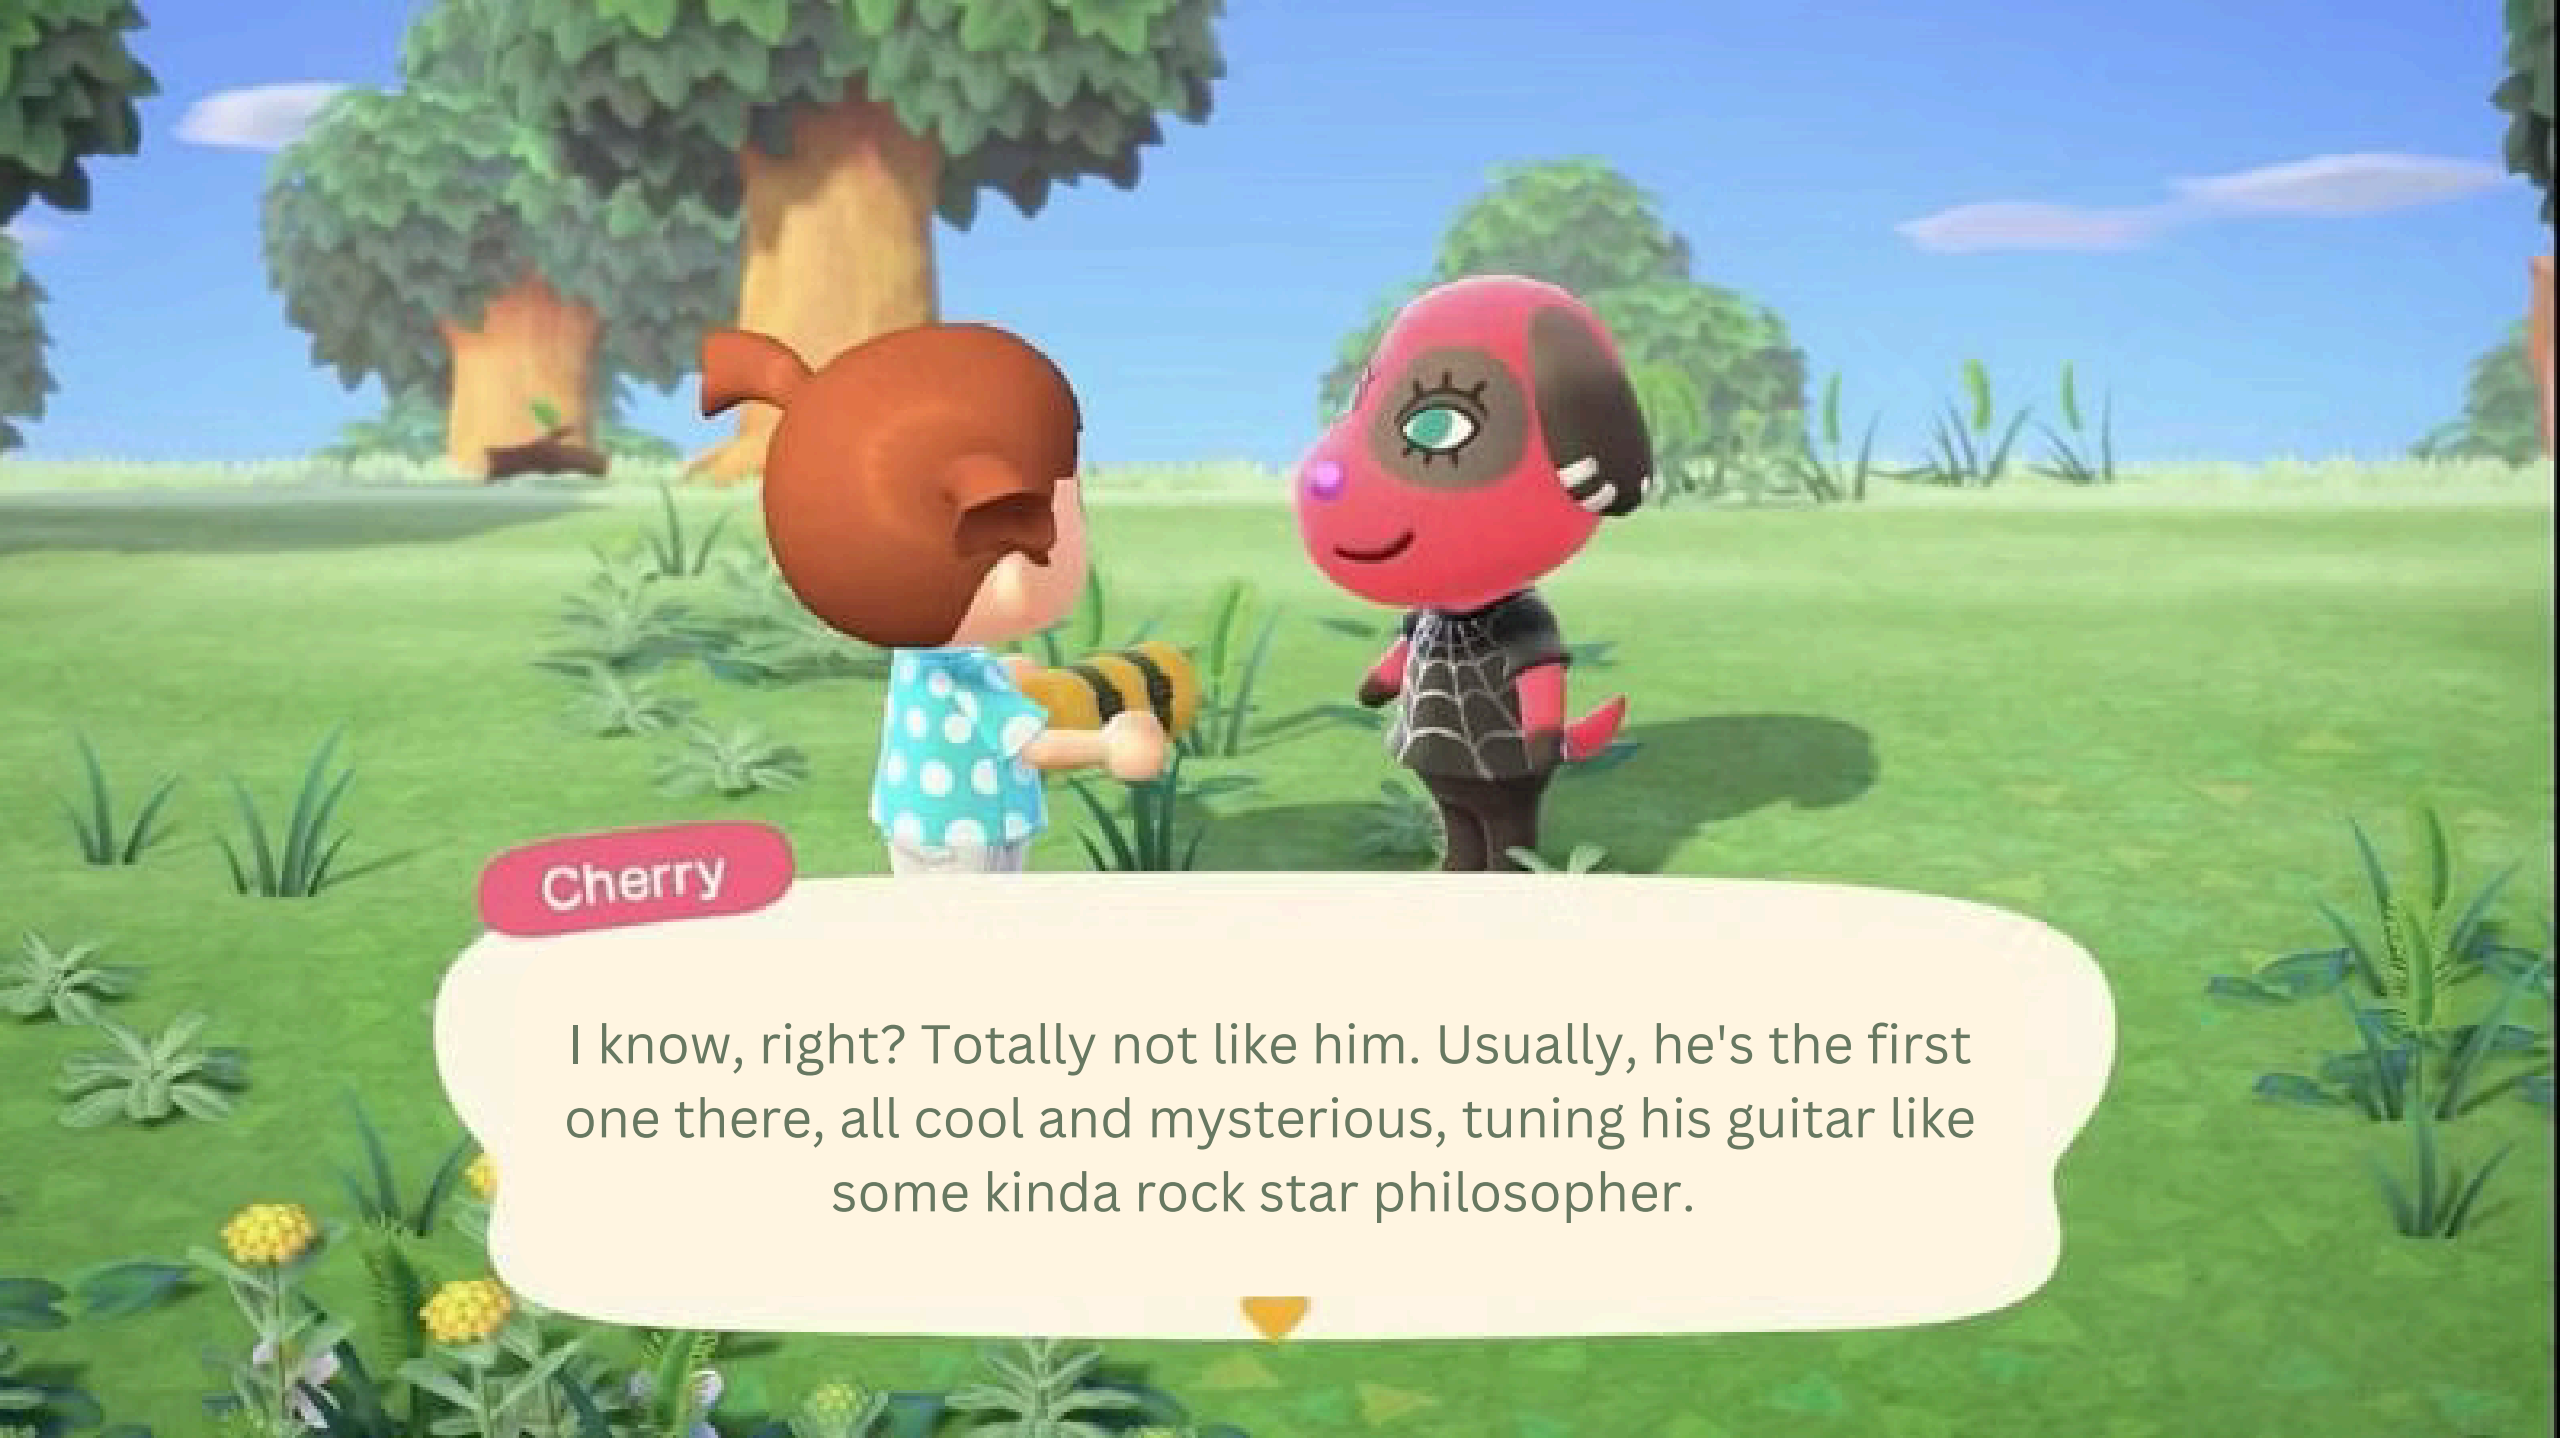 Cherry
I know, right? Totally not like him. Usually, he's the first
one there, all cool and mysterious, tuning his guitar like
some kinda rock star philosopher.